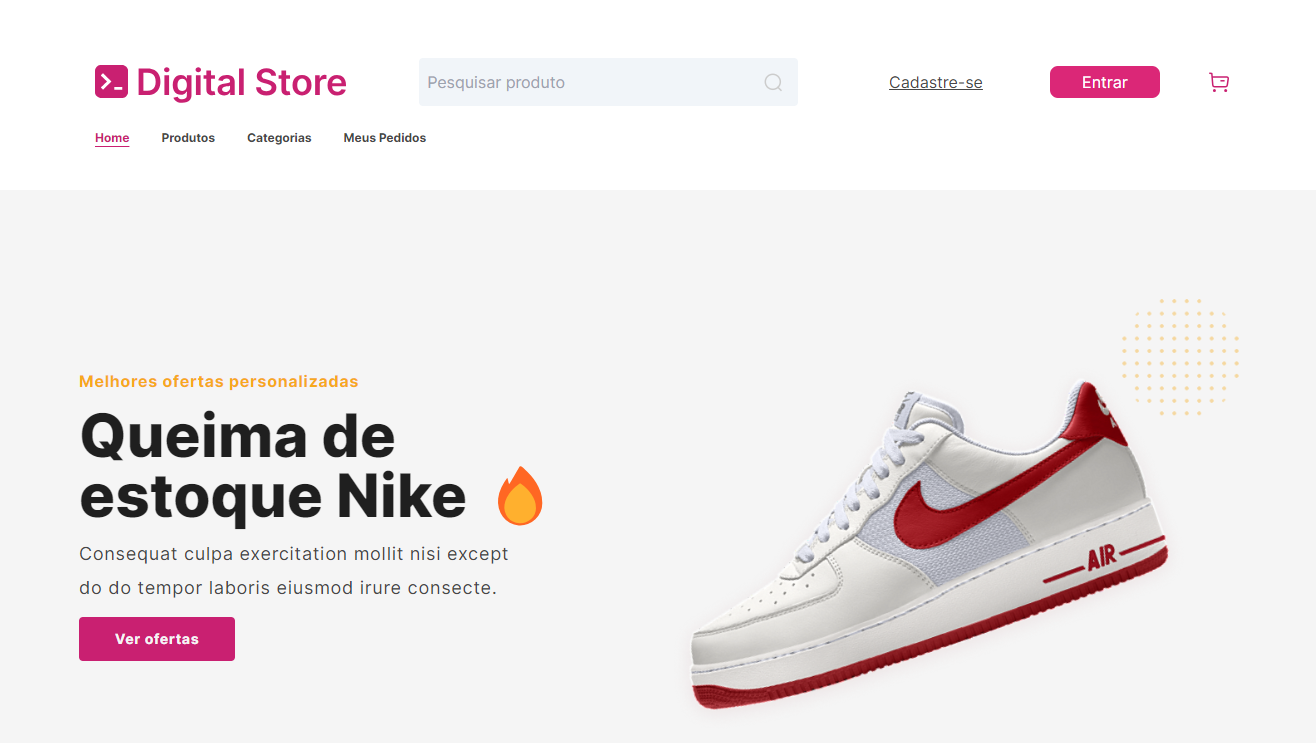 Digital Store
Pesquisar produto
Cadastre-se
Entrar
Home
Produtos
Categorias
Meus Pedidos
Melhores ofertas personalizadas
Queima de
estoque Nike
Consequat culpa exercitation mollit nisi except
do do tempor laboris eiusmod irure consecte.
Ver ofertas
AIR